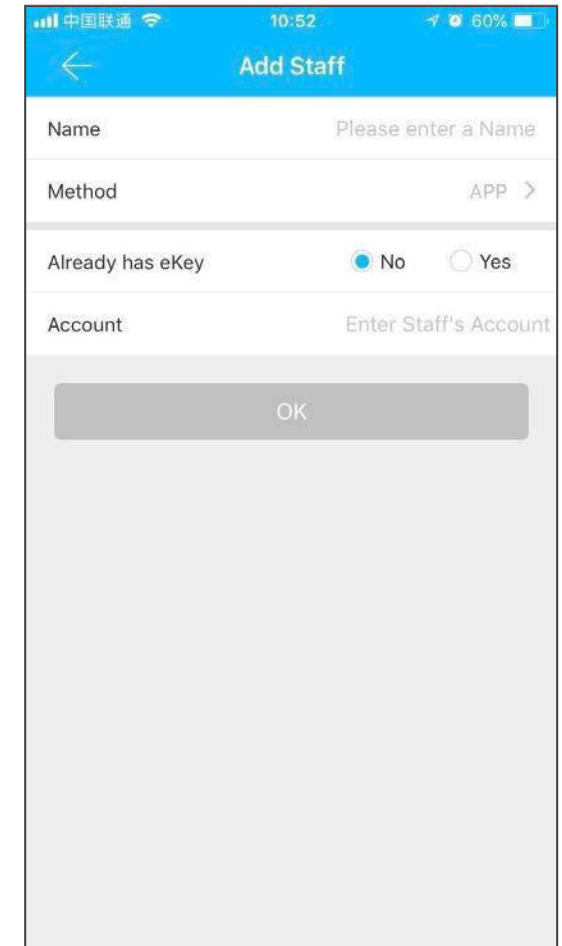 中国联通 10:52 60%
Add Staff
Name Please enter a Name
Method APP
Already has eKey No Yes
Account Enter Staff's Account
OK